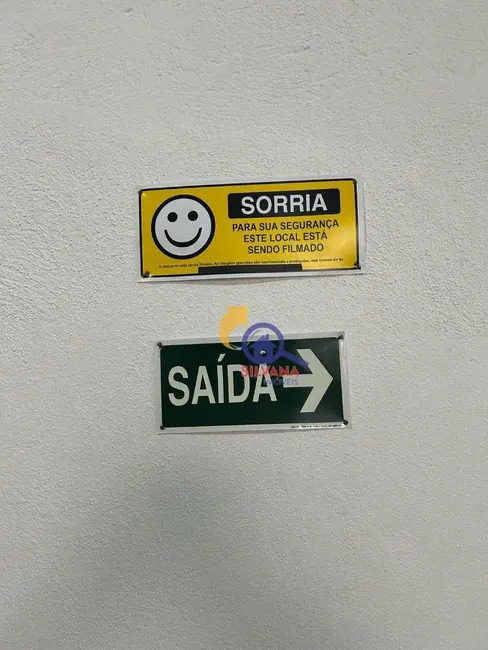 SORRIA
PARA SUA SEGURANÇA
ESTE LOCAL ESTÁ
SENDO FILMADO
SAÍDA
SILVANA
IMÓVEIS